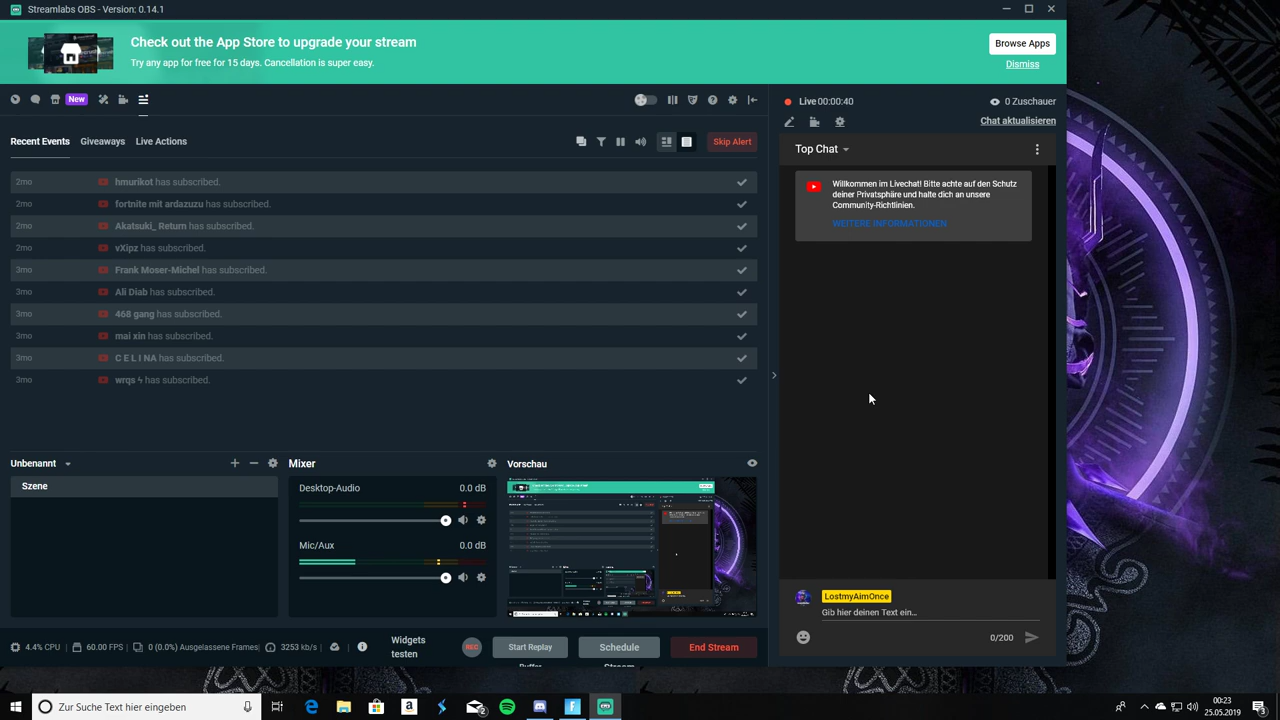 Streamlabs OBS - Version: 0.14.1
Check out the App Store to upgrade your stream
Try any app for free for 15 days. Cancellation is super easy.
Browse Apps
Dismiss
New
Live 00:00:40
0 Zuschauer
Chat aktualisieren
Recent Events
Giveaways
Live Actions
Skip Alert
Top Chat
2mo hmurikot has subscribed.
2mo fortnite mit ardazuzu has subscribed.
2mo Akatsuki_ Return has subscribed.
2mo vXipz has subscribed.
3mo Frank Moser-Michel has subscribed.
3mo Ali Diab has subscribed.
3mo 468 gang has subscribed.
3mo mai xin has subscribed.
3mo C E L I NA has subscribed.
3mo wrqs ϟ has subscribed.
Willkommen im Livechat! Bitte achte auf den Schutz
deiner Privatsphäre und halte dich an unsere
Community-Richtlinien.
WEITERE INFORMATIONEN
Unbenannt
Szene
Mixer
Desktop-Audio 0.0 dB
Mic/Aux 0.0 dB
Vorschau
LostmyAimOnce
Gib hier deinen Text ein...
0/200
4.4% CPU
60.00 FPS
0 (0.0%) Ausgelassene Frames
3253 kb/s
Widgets
testen
REC
Start Replay
Buffer
Schedule
Stream
End Stream
Zur Suche Text hier eingeben
2
00:23
25.05.2019
3